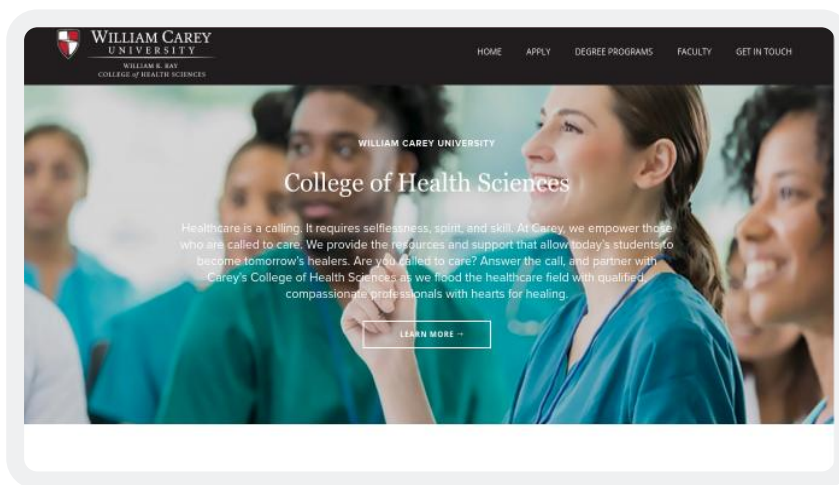 WILLIAM CAREY
UNIVERSITY
WILLIAM K. RAY
COLLEGE of HEALTH SCIENCES
HOME APPLY DEGREE PROGRAMS FACULTY GET IN TOUCH
WILLIAM CAREY UNIVERSITY
College of Health Sciences
Healthcare is a calling. It requires selflessness, spirit, and skill. At Carey, we empower those
who are called to care. We provide the resources and support that allow today's students to
become tomorrow's healers. Are you called to care? Answer the call, and partner with
Carey's College of Health Sciences as we flood the healthcare field with qualified,
compassionate professionals with hearts for healing.
LEARN MORE →